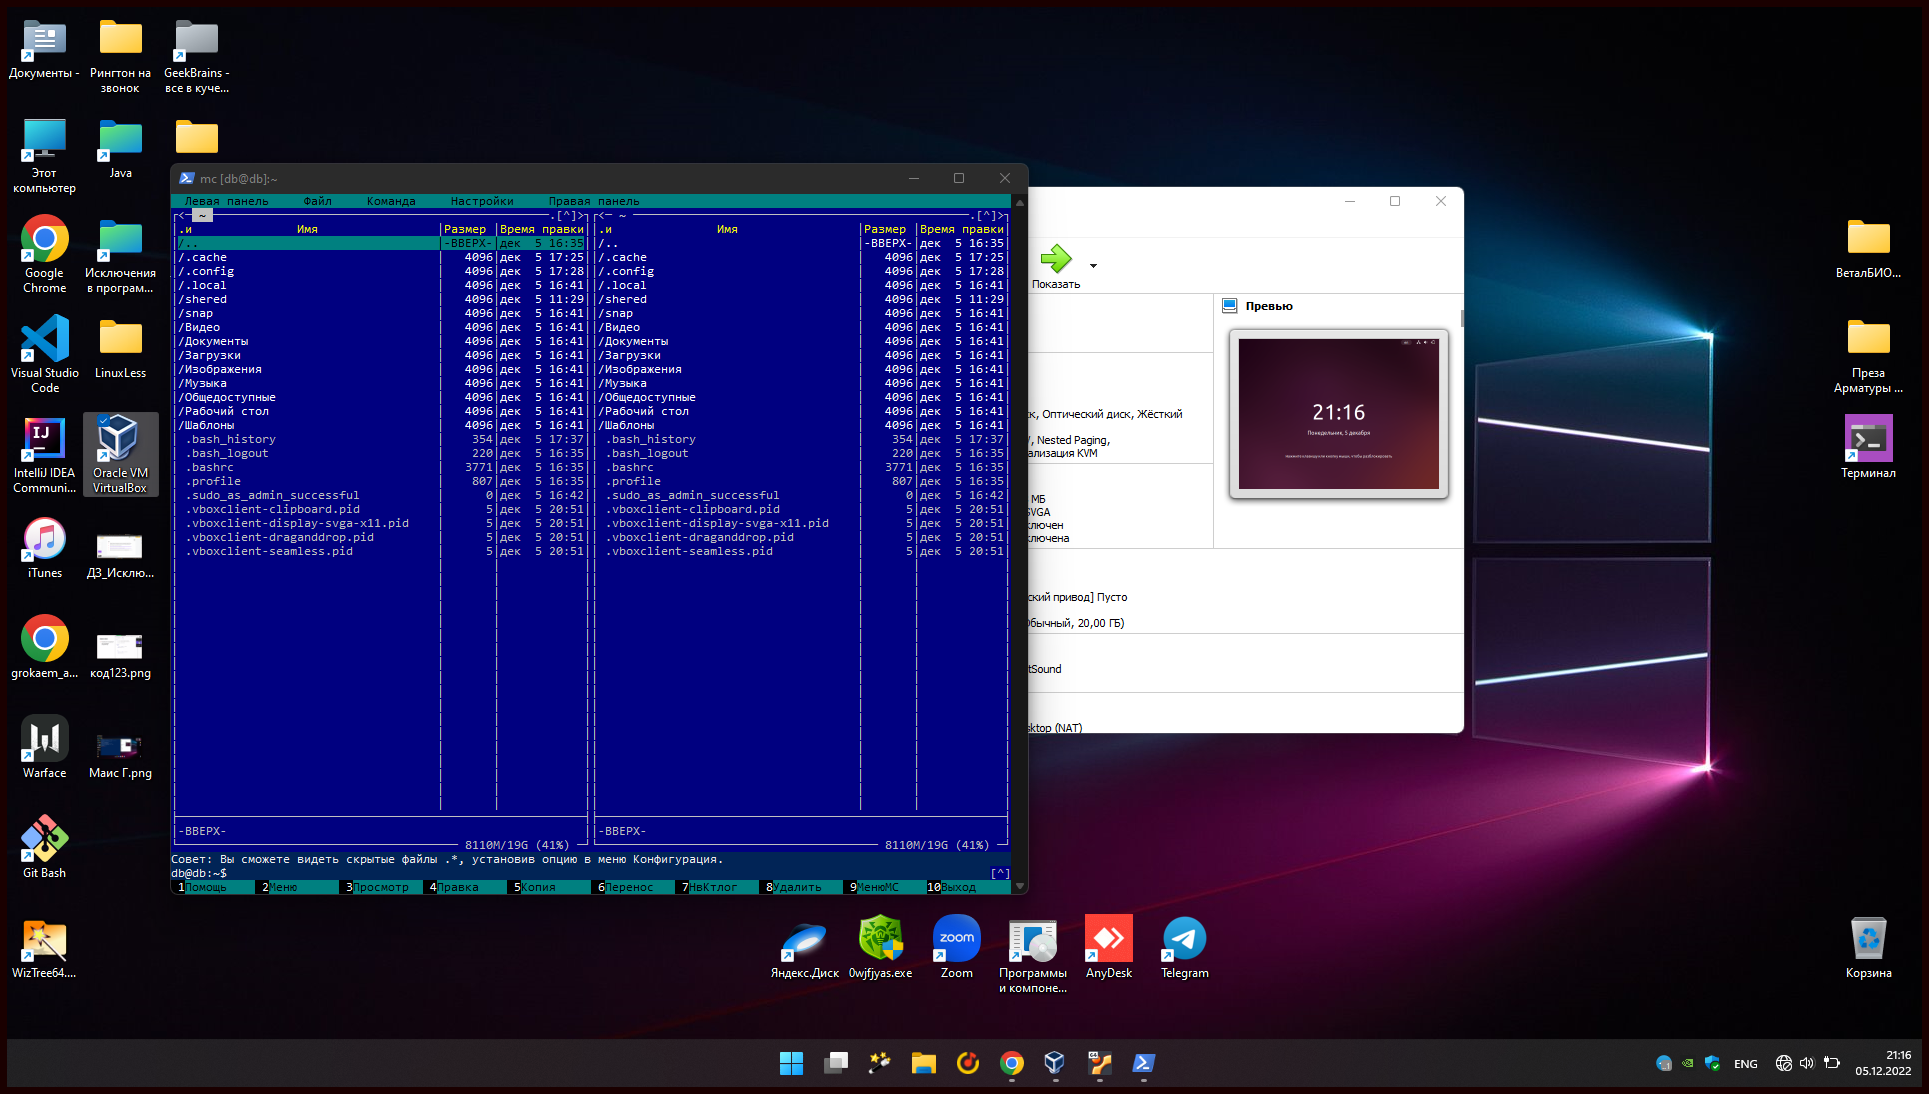 Документы -
Рингтон на
звонок
GeekBrains -
все в куче...
Этот
компьютер
Java
Google
Chrome
Исключения
в програм...
Visual Studio
Code
LinuxLess
IntelliJ IDEA
Communi...
Oracle VM
VirtualBox
iTunes
ДЗ_Исклю...
grokaem_a...
код123.png
Warface
Маис Г.png
Git Bash
WizTree64....
mc [db@db]:~
Левая панель Файл Команда Настройки Правая панель
<─ ~ .[^]> <─ ~ .[^]>
.и Имя Размер Время правки .и Имя Размер Время правки
/.. -ВВЕРХ- дек 5 16:35 /.. -ВВЕРХ- дек 5 16:35
/.cache 4096 дек 5 17:25 /.cache 4096 дек 5 17:25
/.config 4096 дек 5 17:28 /.config 4096 дек 5 17:28
/.local 4096 дек 5 16:41 /.local 4096 дек 5 16:41
/shered 4096 дек 5 11:29 /shered 4096 дек 5 11:29
/snap 4096 дек 5 16:41 /snap 4096 дек 5 16:41
/Видео 4096 дек 5 16:41 /Видео 4096 дек 5 16:41
/Документы 4096 дек 5 16:41 /Документы 4096 дек 5 16:41
/Загрузки 4096 дек 5 16:41 /Загрузки 4096 дек 5 16:41
/Изображения 4096 дек 5 16:41 /Изображения 4096 дек 5 16:41
/Музыка 4096 дек 5 16:41 /Музыка 4096 дек 5 16:41
/Общедоступные 4096 дек 5 16:41 /Общедоступные 4096 дек 5 16:41
/Рабочий стол 4096 дек 5 16:41 /Рабочий стол 4096 дек 5 16:41
/Шаблоны 4096 дек 5 16:41 /Шаблоны 4096 дек 5 16:41
.bash_history 354 дек 5 17:37 .bash_history 354 дек 5 17:37
.bash_logout 220 дек 5 16:35 .bash_logout 220 дек 5 16:35
.bashrc 3771 дек 5 16:35 .bashrc 3771 дек 5 16:35
.profile 807 дек 5 16:35 .profile 807 дек 5 16:35
.sudo_as_admin_successful 0 дек 5 16:42 .sudo_as_admin_successful 0 дек 5 16:42
.vboxclient-clipboard.pid 5 дек 5 20:51 .vboxclient-clipboard.pid 5 дек 5 20:51
.vboxclient-display-svga-x11.pid 5 дек 5 20:51 .vboxclient-display-svga-x11.pid 5 дек 5 20:51
.vboxclient-draganddrop.pid 5 дек 5 20:51 .vboxclient-draganddrop.pid 5 дек 5 20:51
.vboxclient-seamless.pid 5 дек 5 20:51 .vboxclient-seamless.pid 5 дек 5 20:51
-ВВЕРХ- -ВВЕРХ-
8110M/19G (41%) 8110M/19G (41%)
Совет: Вы сможете видеть скрытые файлы .*, установив опцию в меню Конфигурация.
db@db:~$ [^]
1Помощь 2Меню 3Просмотр 4Правка 5Копия 6Перенос 7НвКтлог 8Удалить 9МенюМС 10Выход
Показать
Превью
21:16
Понедельник, 5 декабря
ск, Оптический диск, Жёсткий
, Nested Paging,
ализация KVM
МБ
SVGA
ключен
ключена
ский привод] Пусто
Обычный, 20,00 ГБ)
tSound
sktop (NAT)
ВеталБИО...
Преза
Арматуры ...
Терминал
Яндекс.Диск
0wjfjyas.exe
zoom
Zoom
Программы
и компоне...
AnyDesk
Telegram
Корзина
ENG
21:16
05.12.2022